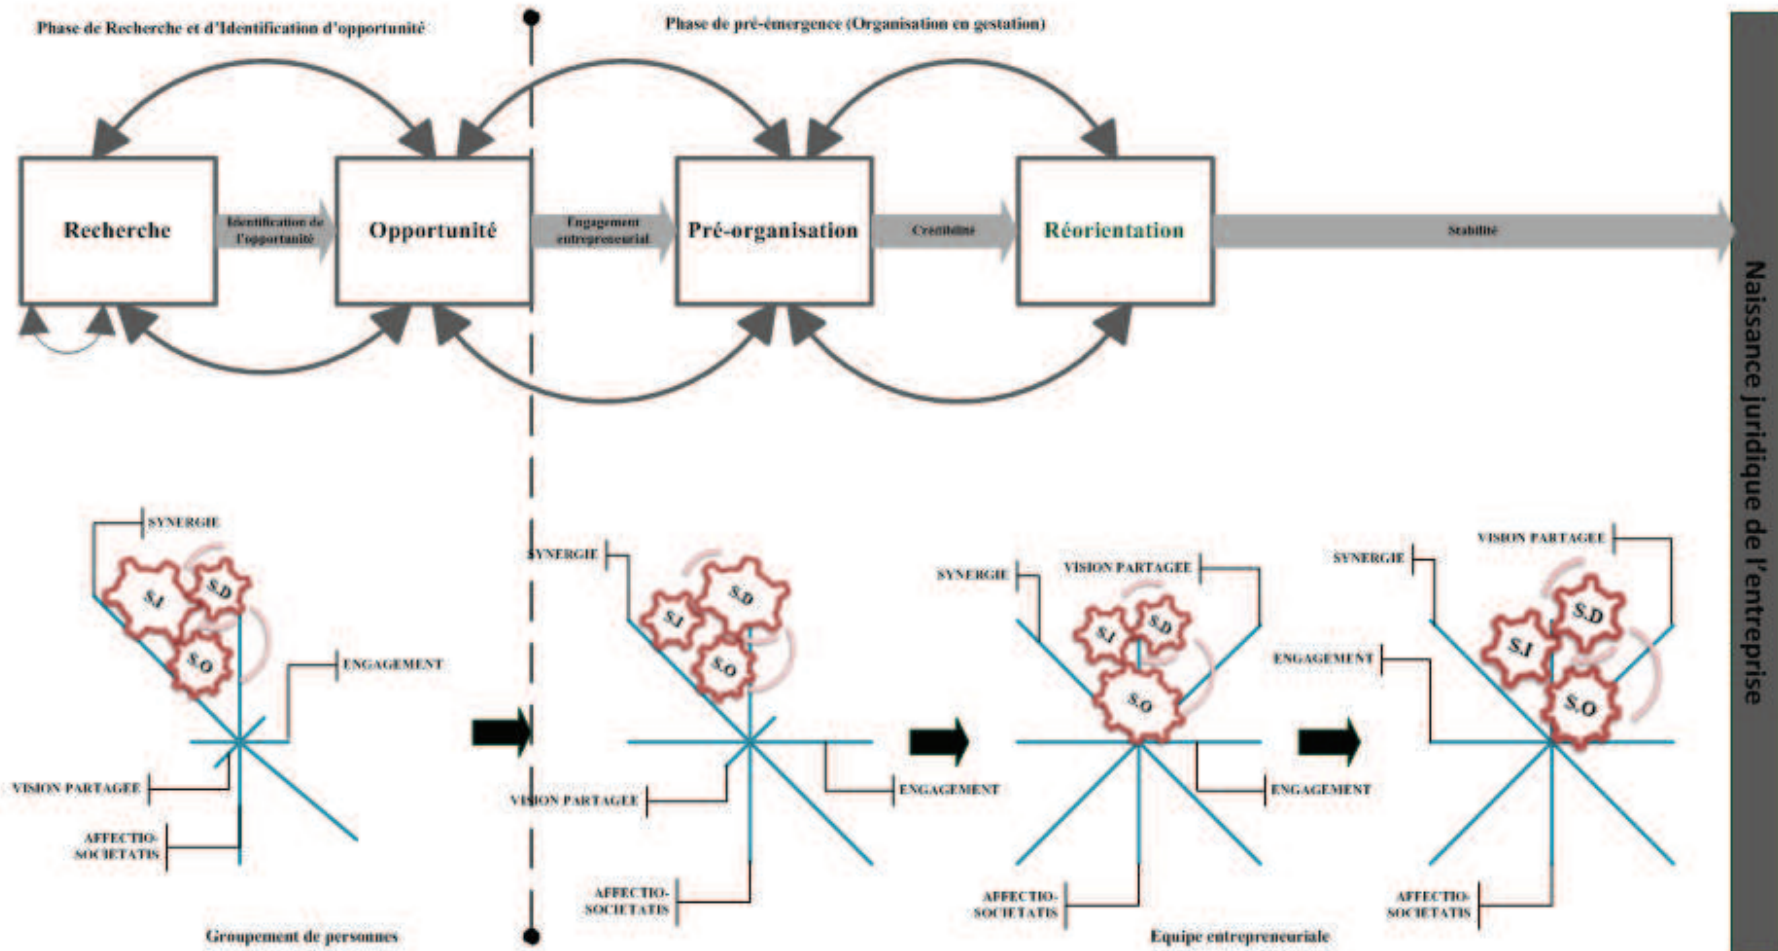 Phase de Recherche et d'Identification d'opportunité
Phase de pré-émergence (Organisation en gestation)
Recherche
Identification de
l'opportunité
Opportunité
Engagement
entrepreneurial
Pré-organisation
Crédibilité
Réorientation
Stabilité
Naissance juridique de l'entreprise
SYNERGIE
S.I
S.D
S.O
ENGAGEMENT
VISION PARTAGEE
AFFECTIO-
SOCIETATIS
Groupement de personnes
SYNERGIE
S.D
S.I
S.O
VISION PARTAGEE
ENGAGEMENT
AFFECTIO-
SOCIETATIS
SYNERGIE
VISION PARTAGEE
S.I
S.D
S.O
ENGAGEMENT
AFFECTIO-
SOCIETATIS
Equipe entrepreneuriale
SYNERGIE
VISION PARTAGEE
S.D
S.I
S.O
ENGAGEMENT
AFFECTIO-
SOCIETATIS